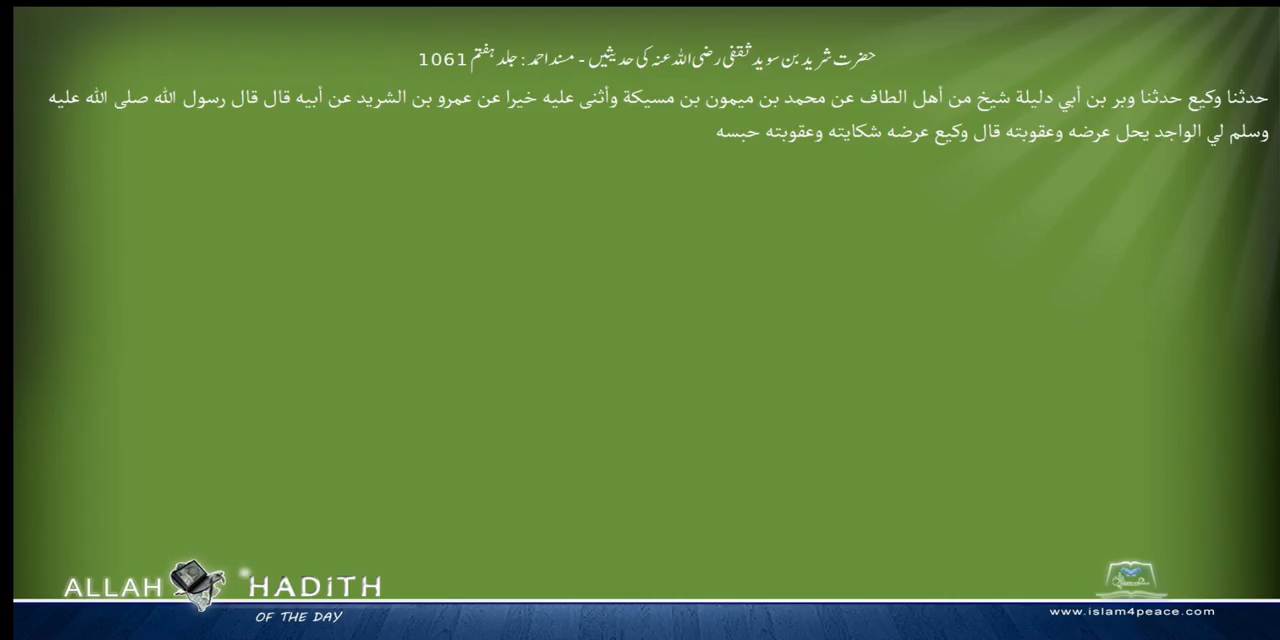 حضرت شرید بن سوید ثقفی رضی اللہ عنہ کی حدیثیں - مسند احمد : جلد ہفتم 1061
حدثنا وكيع حدثنا وبر بن أبي دليلة شيخ من أهل الطاف عن محمد بن ميمون بن مسيكة وأثنى عليه خيرا عن عمرو بن الشريد عن أبيه قال قال رسول الله صلى الله عليه
وسلم لي الواجد يحل عرضه وعقوبته قال وكيع عرضه شكايته وعقوبته حبسه
ALLAH HADITH
OF THE DAY
www.islam4peace.com